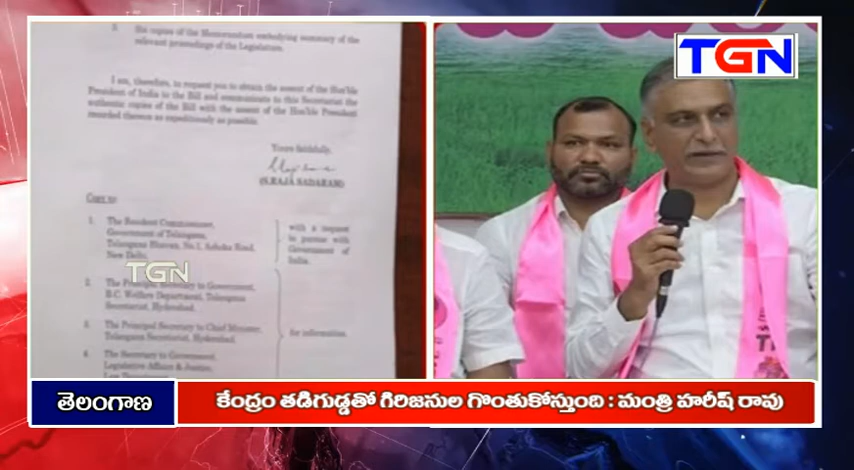 3. Six copies of the Memorandum embodying summary of the
relevant proceedings of the Legislature.
I am, therefore, to request you to obtain the assent of the Hon'ble
President of India to the Bill and communicate to this Secretariat the
authentic copies of the Bill with the assent of the Hon'ble President
recorded thereon as expeditiously as possible.
Yours faithfully,
(S.RAJA SADARAM)
Copy to
1. The Resident Commissioner,
Government of Telangana,
Telangana Bhavan, No.1, Ashoka Road,
New Delhi.
with a request
to pursue with
Government of
India.
2. The Principal Secretary to Government,
B.C. Welfare Department, Telangana
Secretariat, Hyderabad.
3. The Principal Secretary to Chief Minister,
Telangana Secretariat, Hyderabad.
4. The Secretary to Government,
Legislative Affairs & Justice,
Law Department
for information.
TGN
TGN
తెలంగాణ
కేంద్రం తడిగుడ్డతో గిరిజనుల గొంతుకోస్తుంది : మంత్రి హరీష్ రావు